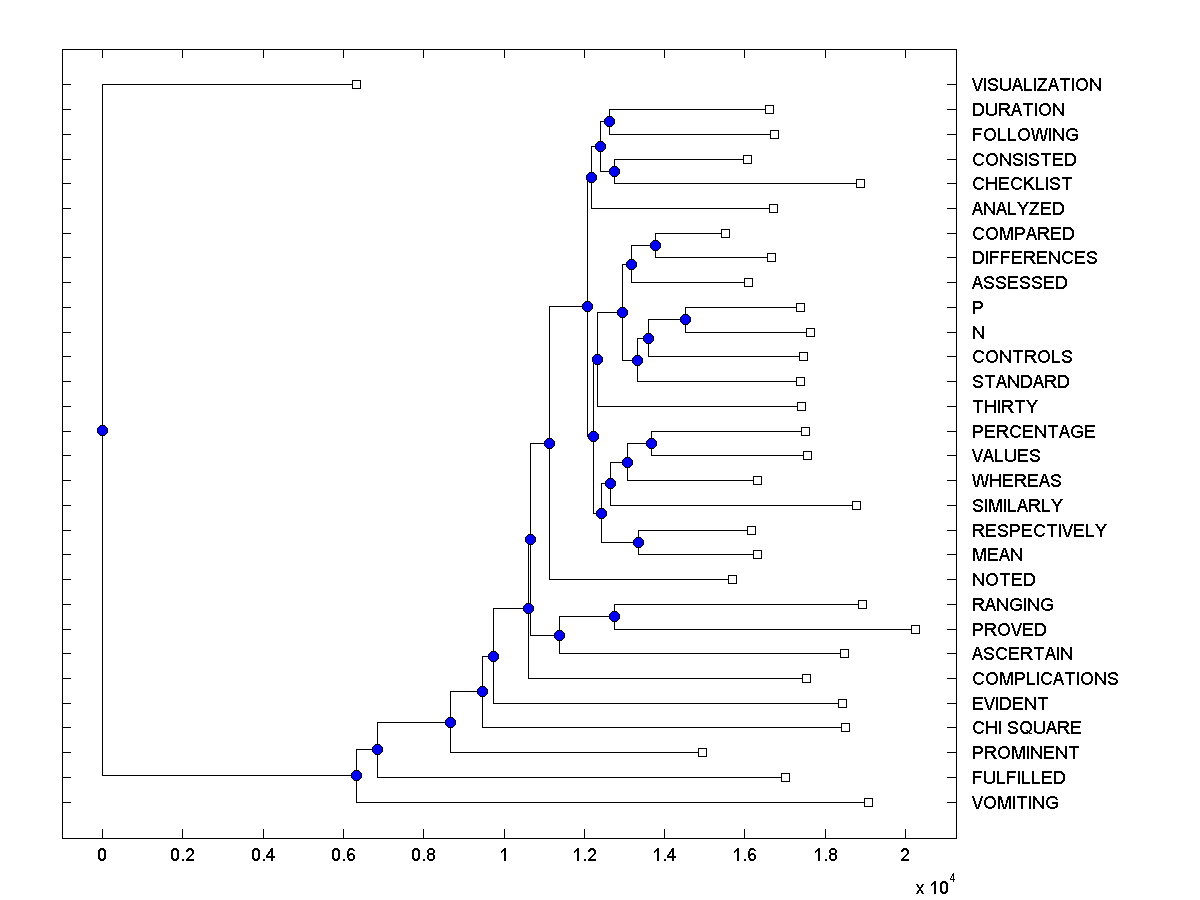 VISUALIZATION
DURATION
FOLLOWING
CONSISTED
CHECKLIST
ANALYZED
COMPARED
DIFFERENCES
ASSESSED
P
N
CONTROLS
STANDARD
THIRTY
PERCENTAGE
VALUES
WHEREAS
SIMILARLY
RESPECTIVELY
MEAN
NOTED
RANGING
PROVED
ASCERTAIN
COMPLICATIONS
EVIDENT
CHI SQUARE
PROMINENT
FULFILLED
VOMITING
0 0.2 0.4 0.6 0.8 1 1.2 1.4 1.6 1.8 2
x 10^4